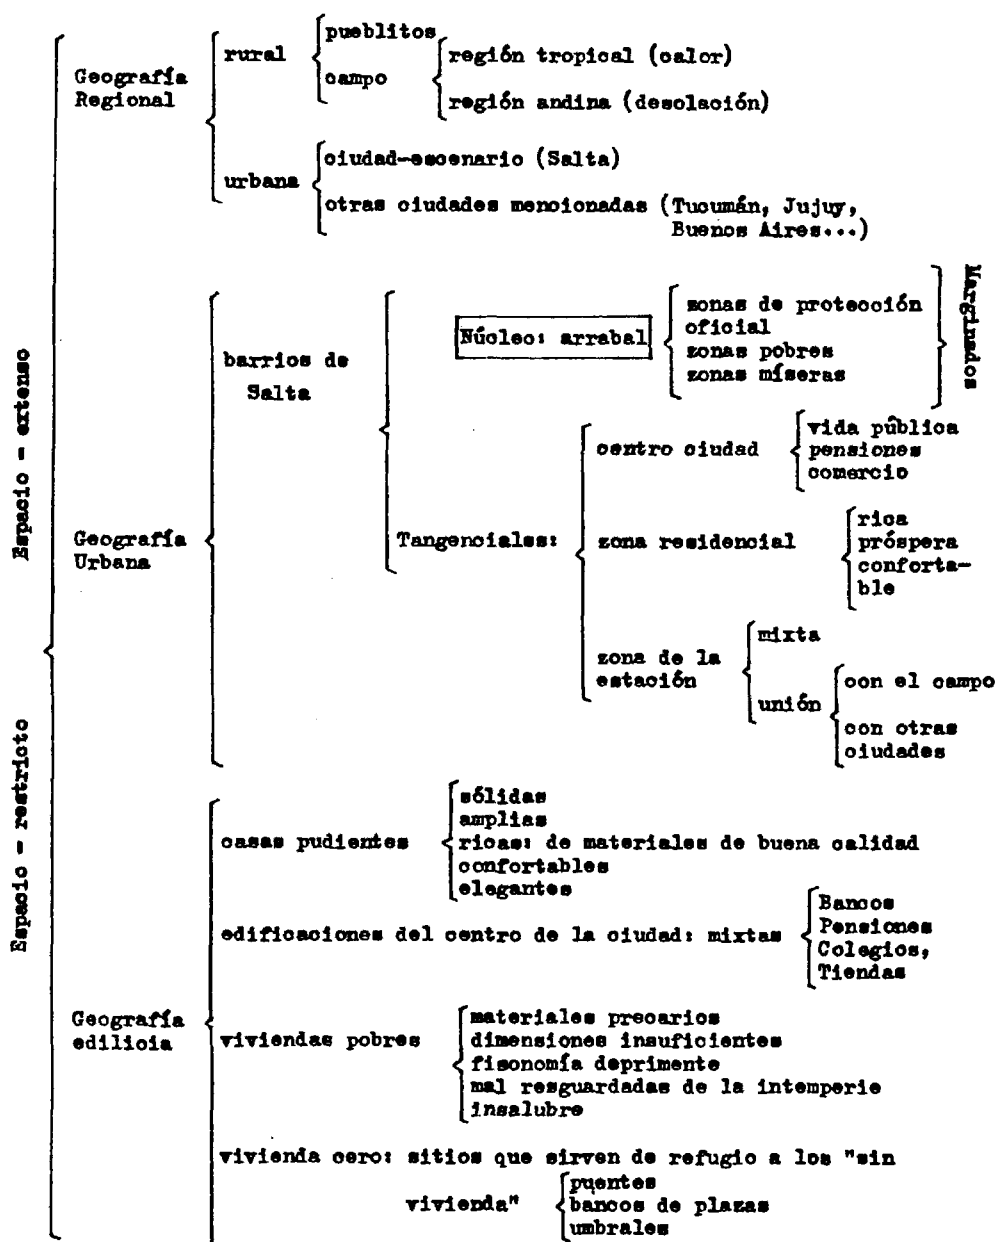 Espacio - extenso
Espacio - restricto
Geografía
Regional
rural
pueblitos
campo
región tropical (calor)
región andina (desolación)
urbana
ciudad-escenario (Salta)
otras ciudades mencionadas (Tucumán, Jujuy,
Buenos Aires...)
Geografía
Urbana
barrios de
Salta
Núcleo: arrabal
zonas de protección
oficial
zonas pobres
zonas míseras
Marginados
Tangenciales:
centro ciudad
vida pública
pensiones
comercio
zona residencial
rica
próspera
conforta-
ble
zona de la
estación
mixta
unión
con el campo
con otras
ciudades
Geografía
edilicia
casas pudientes
sólidas
amplias
ricas: de materiales de buena calidad
confortables
elegantes
edificaciones del centro de la ciudad: mixtas
Bancos
Pensiones
Colegios,
Tiendas
viviendas pobres
materiales precarios
dimensiones insuficientes
fisonomía deprimente
mal resguardadas de la intemperie
insalubre
vivienda cero: sitios que sirven de refugio a los "sin
vivienda"
puentes
bancos de plazas
umbrales